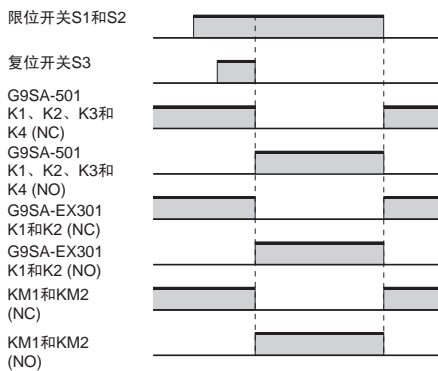 限位开关S1和S2
复位开关S3
G9SA-501
K1、K2、K3和
K4 (NC)
G9SA-501
K1、K2、K3和
K4 (NO)
G9SA-EX301
K1和K2 (NC)
G9SA-EX301
K1和K2 (NO)
KM1和KM2
(NC)
KM1和KM2
(NO)